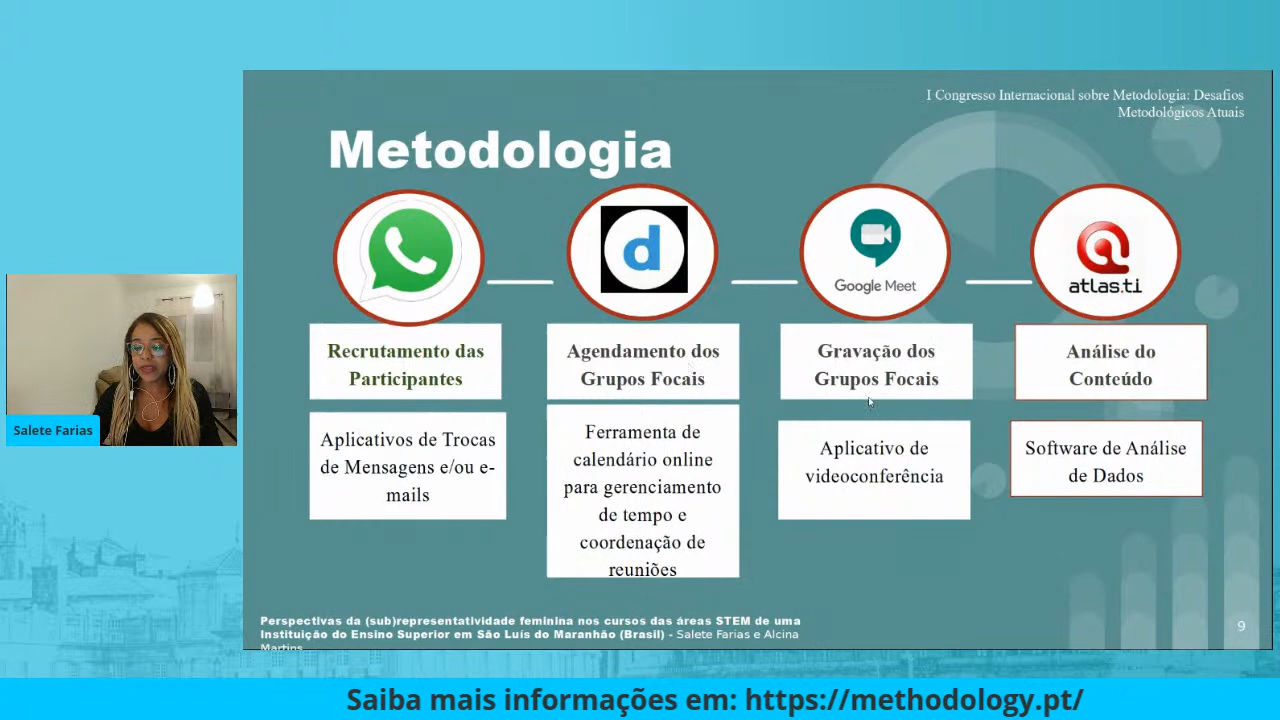 I Congresso Internacional sobre Metodologia: Desafios
Metodológicos Atuais
Metodologia
d
Google Meet
atlas.ti
Recrutamento das
Participantes
Agendamento dos
Grupos Focais
Gravação dos
Grupos Focais
Análise do
Conteúdo
Aplicativos de Trocas
de Mensagens e/ou e-
mails
Ferramenta de
calendário online
para gerenciamento
de tempo e
coordenação de
reuniões
Aplicativo de
videoconferência
Software de Análise
de Dados
Salete Farias
Perspectivas da (sub)representatividade feminina nos cursos das áreas STEM de uma
Instituição do Ensino Superior em São Luís do Maranhão (Brasil) - Salete Farias e Alcina
Martins
9
Saiba mais informações em: https://methodology.pt/